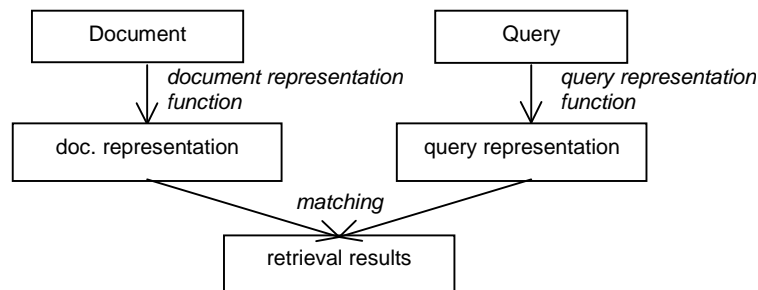 Document
Query
document representation
function
query representation
function
doc. representation
query representation
matching
retrieval results